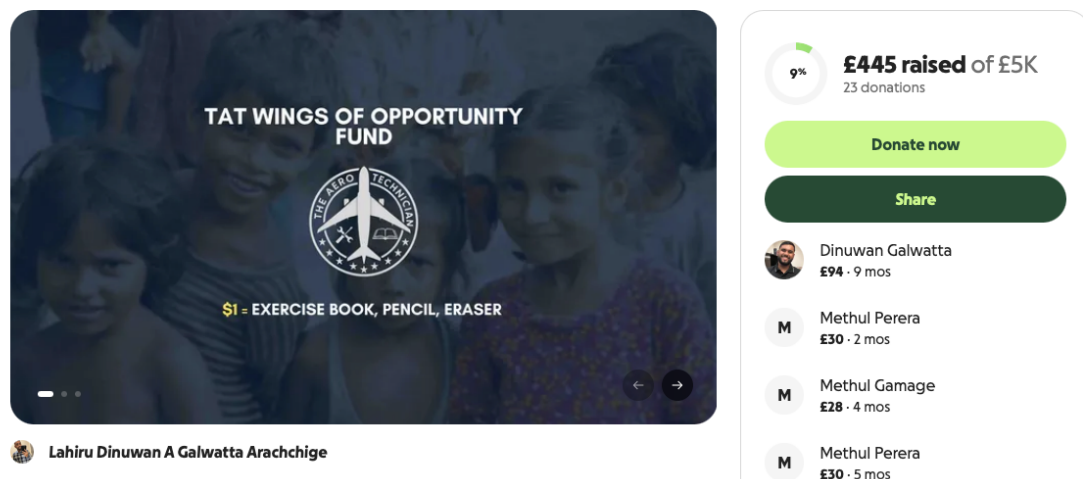 TAT WINGS OF OPPORTUNITY
FUND
THE AERO TECHNICIAN
$1 = EXERCISE BOOK, PENCIL, ERASER
Lahiru Dinuwan A Galwatta Arachchige
9%
£445 raised of £5K
23 donations
Donate now
Share
Dinuwan Galwatta
£94 · 9 mos
M
Methul Perera
£30 · 2 mos
M
Methul Gamage
£28 · 4 mos
M
Methul Perera
£30 · 5 mos